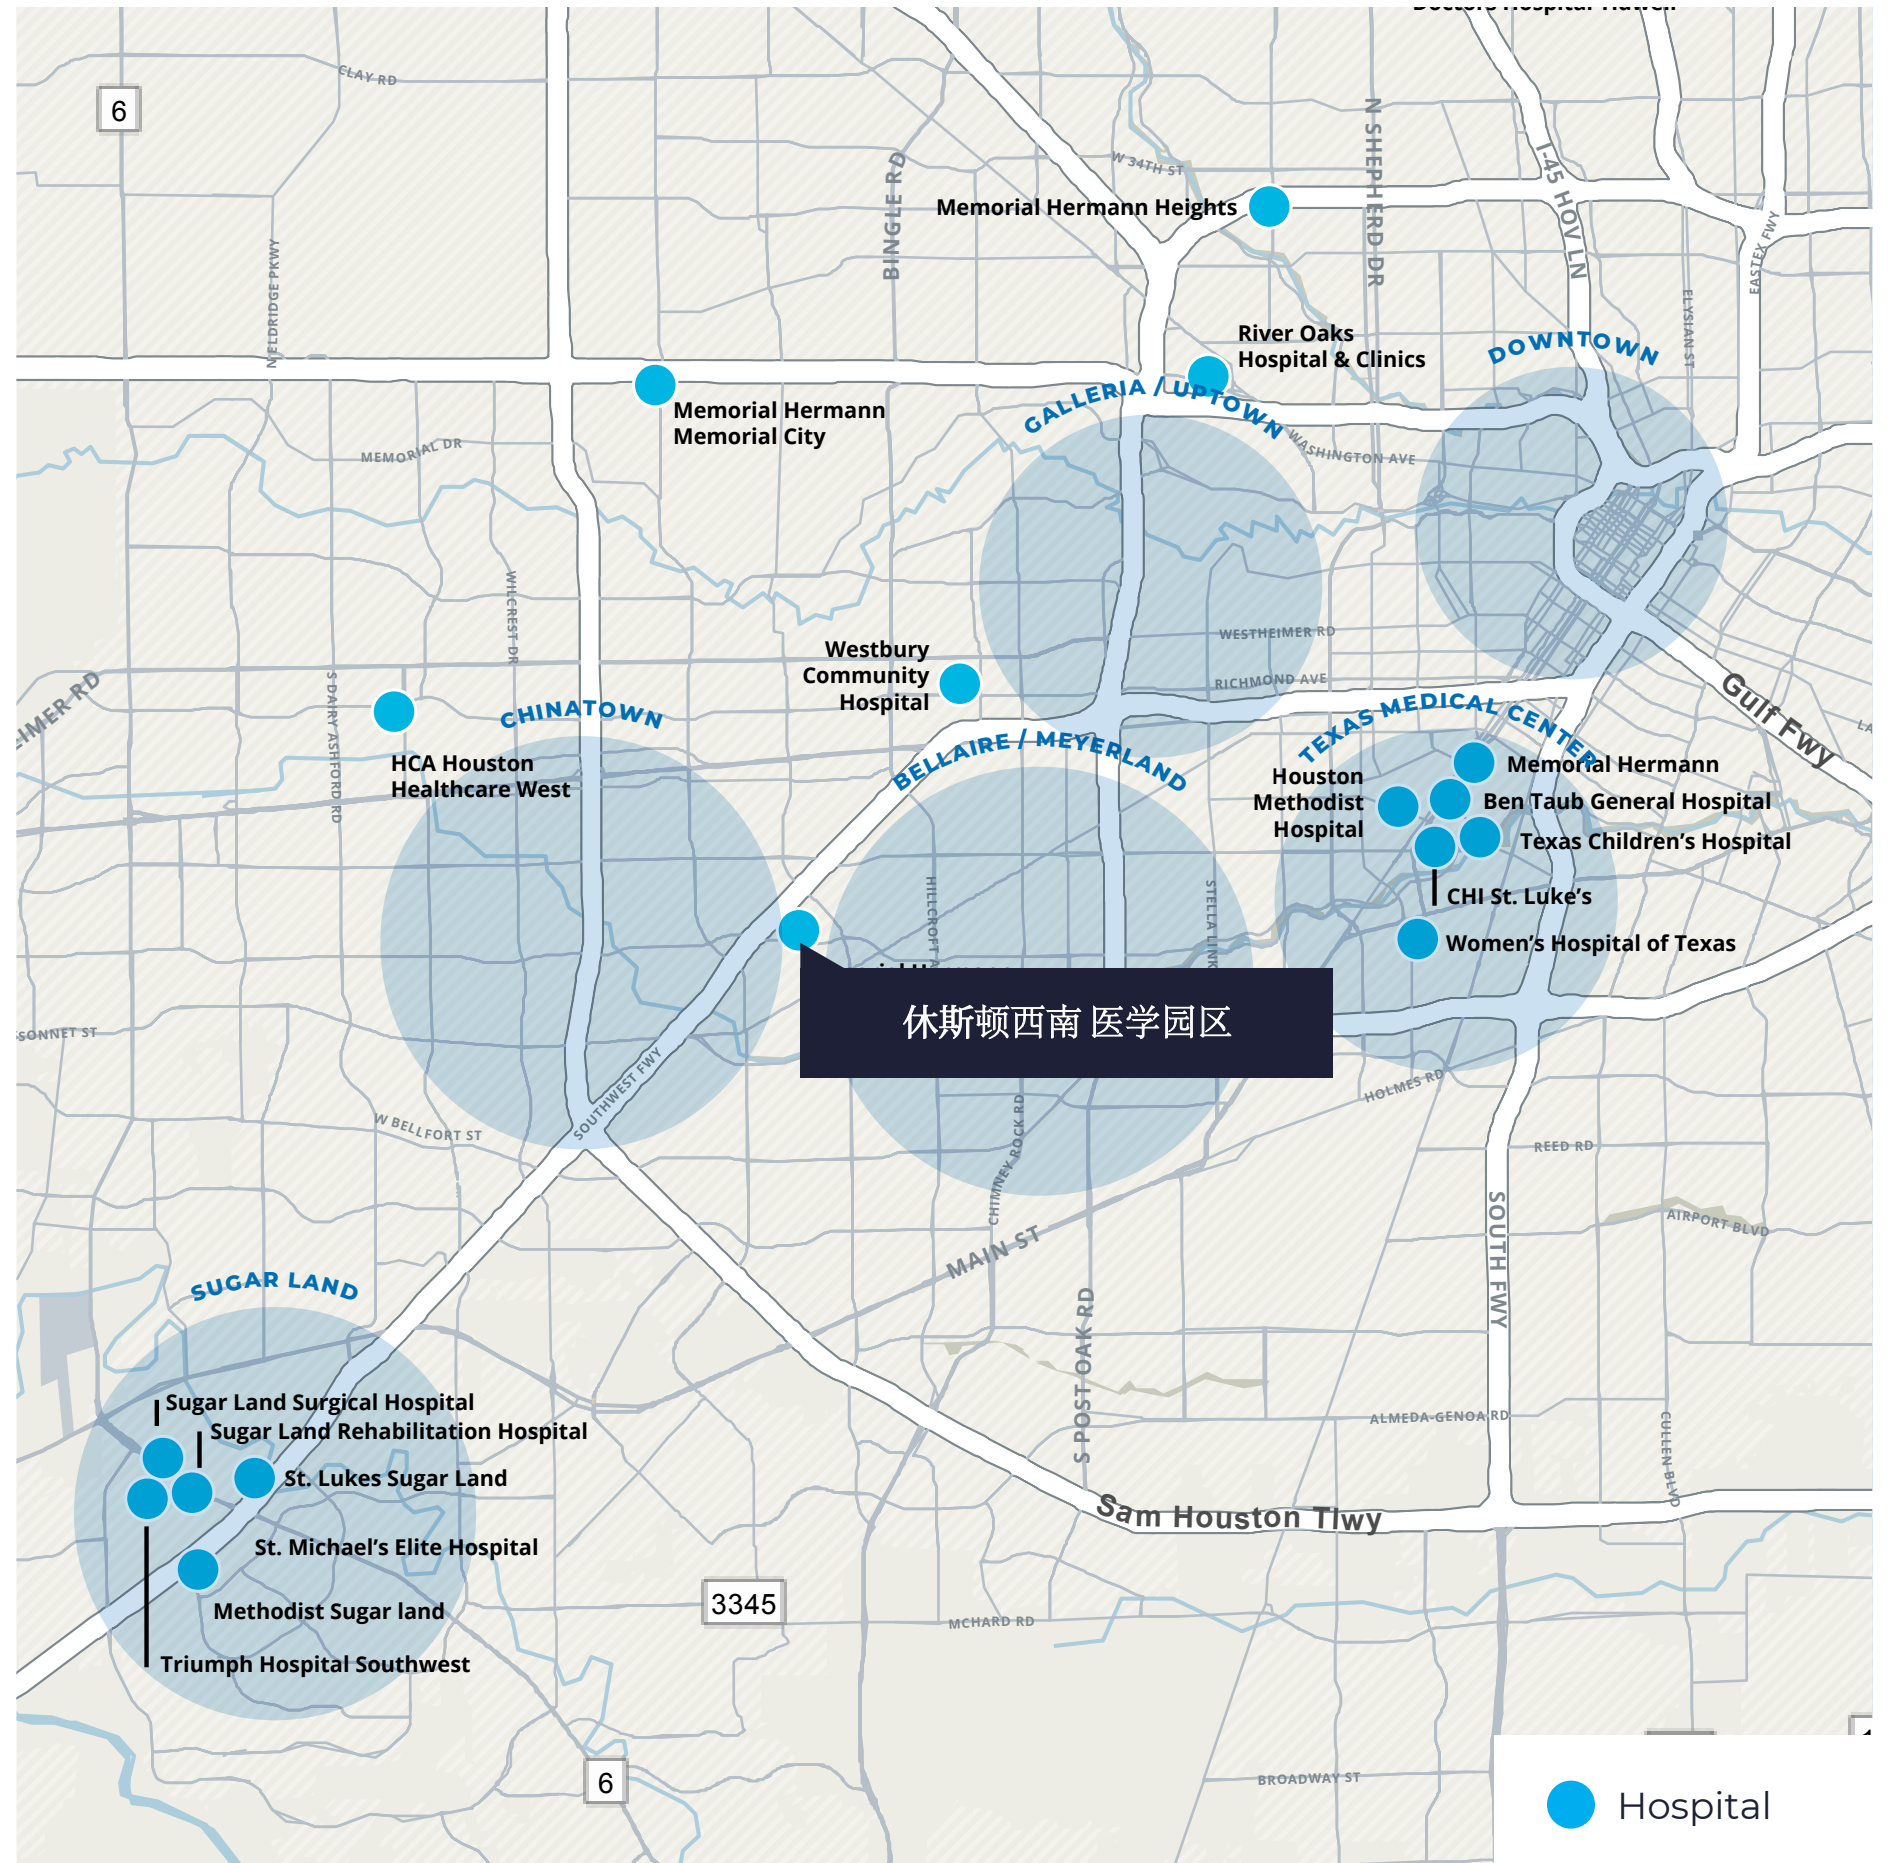 CLAY RD
6
N ELDRIDGE PKWY
BINGLE RD
W 34TH ST
N SHEPHERD DR
I-45 HOV LN
EASTEX FWY
ELYSIAN ST
Memorial Hermann Heights
River Oaks
Hospital & Clinics
DOWNTOWN
GALLERIA / UPTOWN
WASHINGTON AVE
Memorial Hermann
Memorial City
MEMORIAL DR
WILCREST DR
S DAIRY ASHFORD RD
EIMER RD
Westbury
Community
Hospital
WESTHEIMER RD
RICHMOND AVE
Gulf Fwy
LA
CHINATOWN
HCA Houston
Healthcare West
BELLAIRE / MEYERLAND
TEXAS MEDICAL CENTER
Houston
Methodist
Hospital
Memorial Hermann
Ben Taub General Hospital
Texas Children’s Hospital
CHI St. Luke’s
Women’s Hospital of Texas
HILLCROFT A
STELLA LINK
休斯顿西南 医学园区
SSONNET ST
SOUTHWEST FWY
W BELLFORT ST
HOLMES RD
CHIMNEY ROCK RD
REED RD
MAIN ST
SOUTH FWY
AIRPORT BLVD
SUGAR LAND
S POST OAK RD
Sugar Land Surgical Hospital
Sugar Land Rehabilitation Hospital
St. Lukes Sugar Land
St. Michael’s Elite Hospital
Methodist Sugar land
Triumph Hospital Southwest
ALMEDA-GENOA RD
CULLEN BLVD
Sam Houston Tlwy
3345
MCHARD RD
6
BROADWAY ST
Hospital